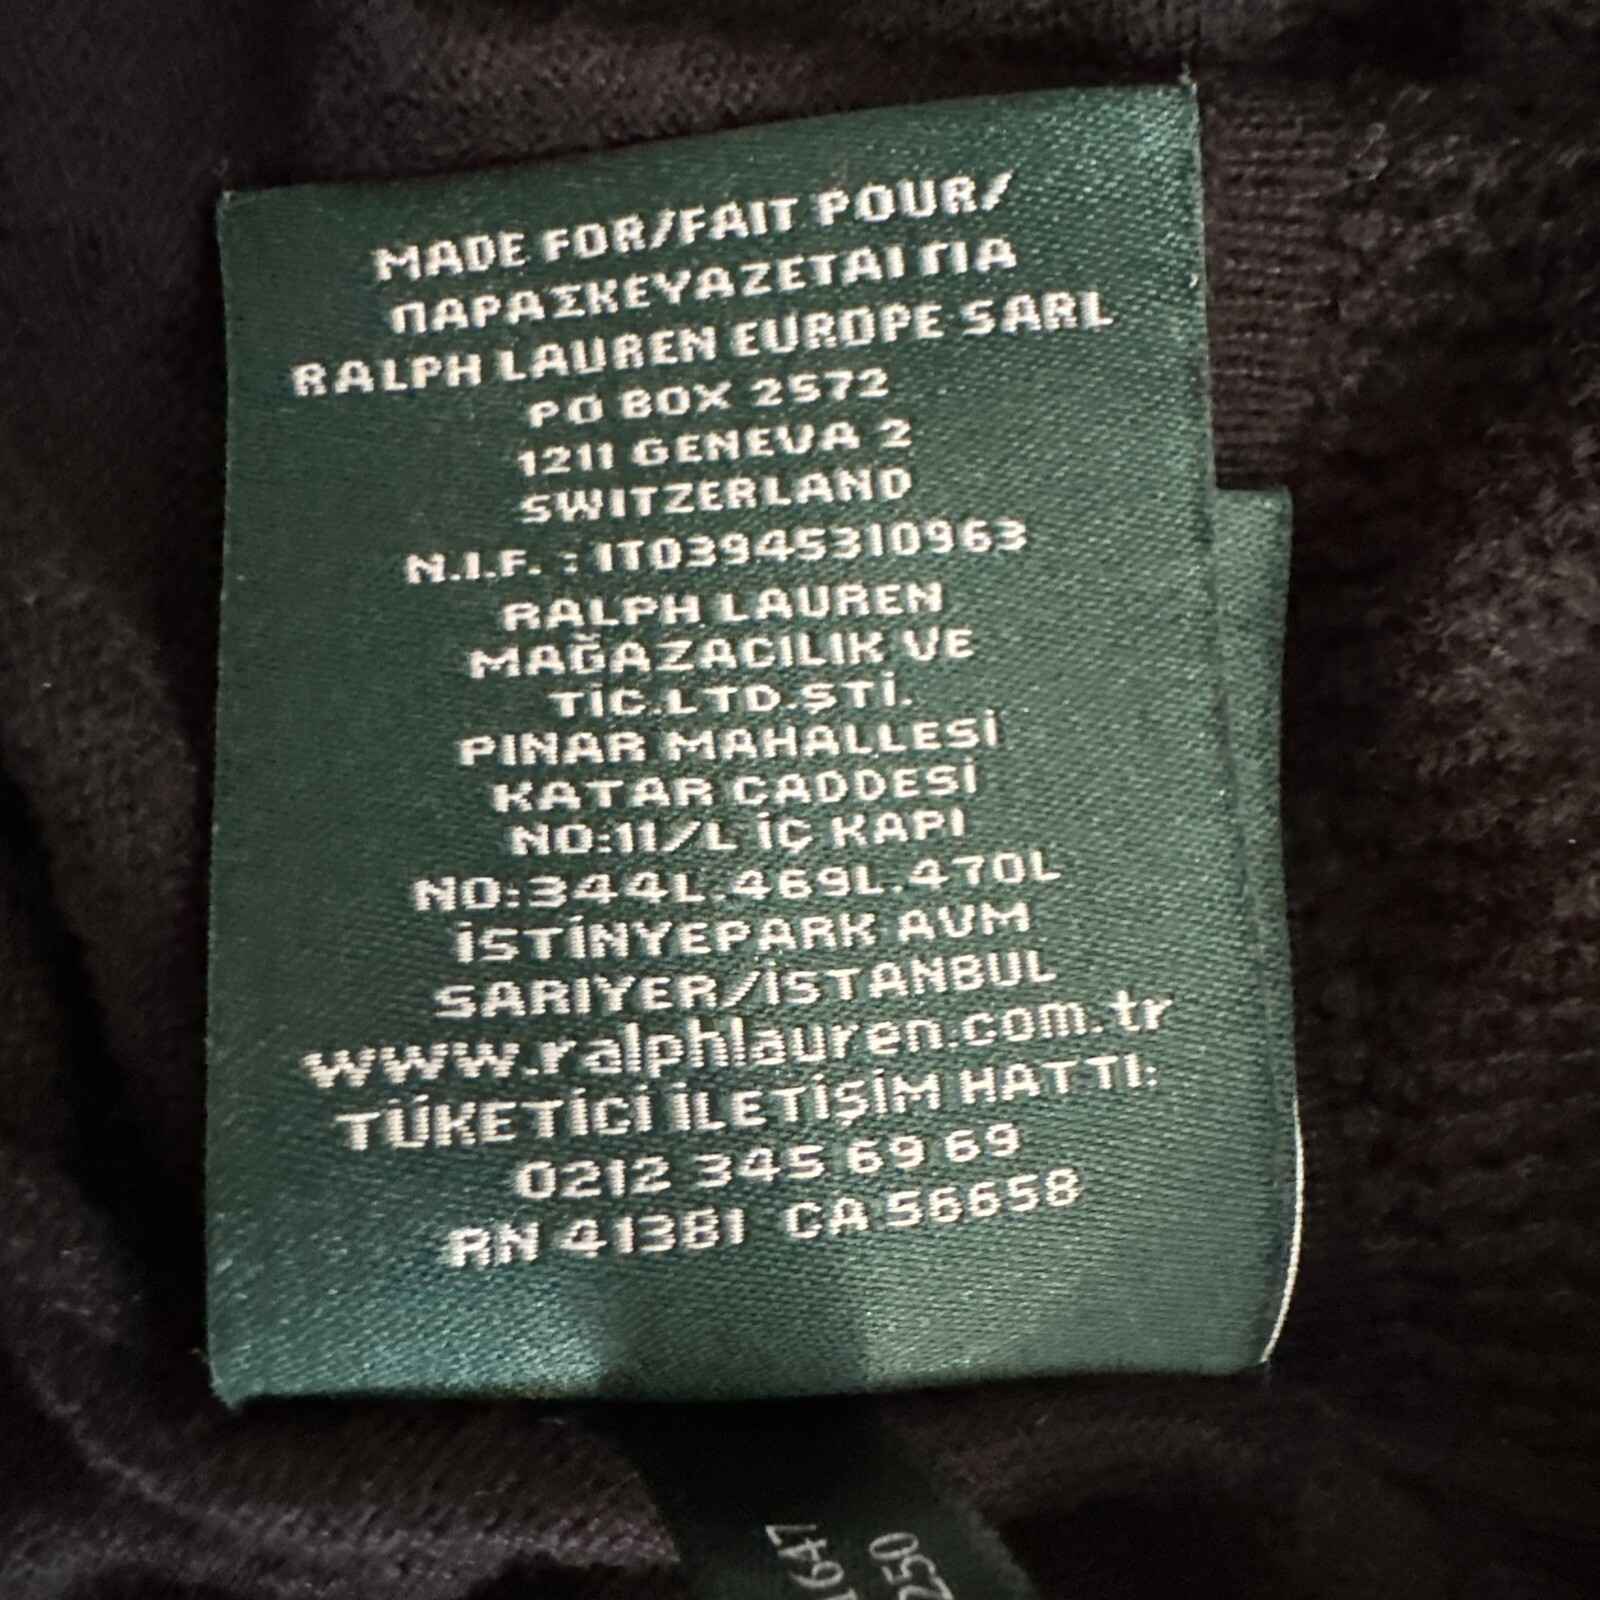 MADE FOR/FAIT POUR/
ΠΑΡΑΣΚΕΥΑΖΕΤΑΙ ΓΙΑ
RALPH LAUREN EUROPE SARL
PO BOX 2572
1211 GENEVA 2
SWITZERLAND
N.I.F. : IT03945310963
RALPH LAUREN
MAĞAZACILIK VE
TİC.LTD.ŞTİ.
PINAR MAHALLESİ
KATAR CADDESİ
NO:11/L İÇ KAPI
NO:344L.469L.470L
İSTİNYEPARK AVM
SARIYER/İSTANBUL
www.ralphlauren.com.tr
TÜKETİCİ İLETİŞİM HATTI:
0212 345 69 69
RN 41381 CA 56658